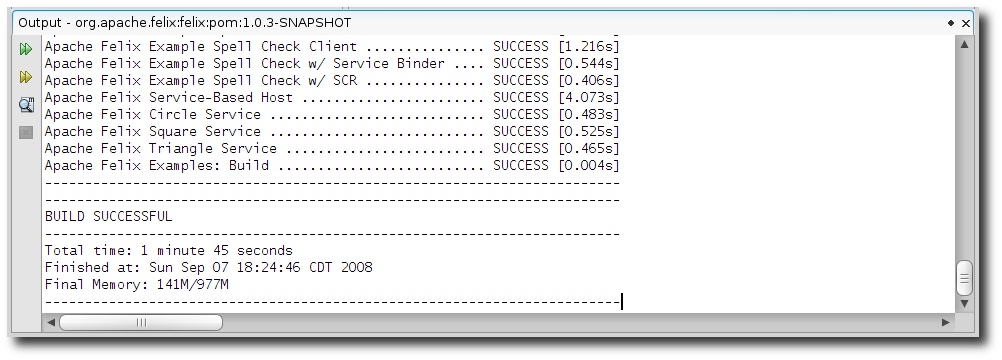 Output - org.apache.felix:felix:pom:1.0.3-SNAPSHOT
Apache Felix Example Spell Check Client ............... SUCCESS [1.216s]
Apache Felix Example Spell Check w/ Service Binder .... SUCCESS [0.544s]
Apache Felix Example Spell Check w/ SCR ............... SUCCESS [0.406s]
Apache Felix Service-Based Host ....................... SUCCESS [4.073s]
Apache Felix Circle Service ........................... SUCCESS [0.483s]
Apache Felix Square Service ........................... SUCCESS [0.525s]
Apache Felix Triangle Service ......................... SUCCESS [0.465s]
Apache Felix Examples: Build .......................... SUCCESS [0.004s]
------------------------------------------------------------------------
------------------------------------------------------------------------
BUILD SUCCESSFUL
------------------------------------------------------------------------
Total time: 1 minute 45 seconds
Finished at: Sun Sep 07 18:24:46 CDT 2008
Final Memory: 141M/977M
------------------------------------------------------------------------